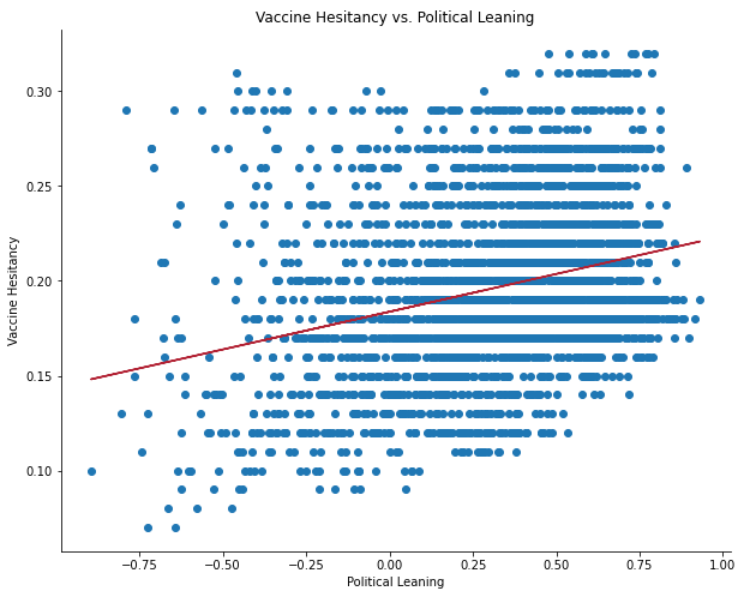 Vaccine Hesitancy vs. Political Leaning
0.30
0.25
0.20
0.15
0.10
Vaccine Hesitancy
−0.75 −0.50 −0.25 0.00 0.25 0.50 0.75 1.00
Political Leaning